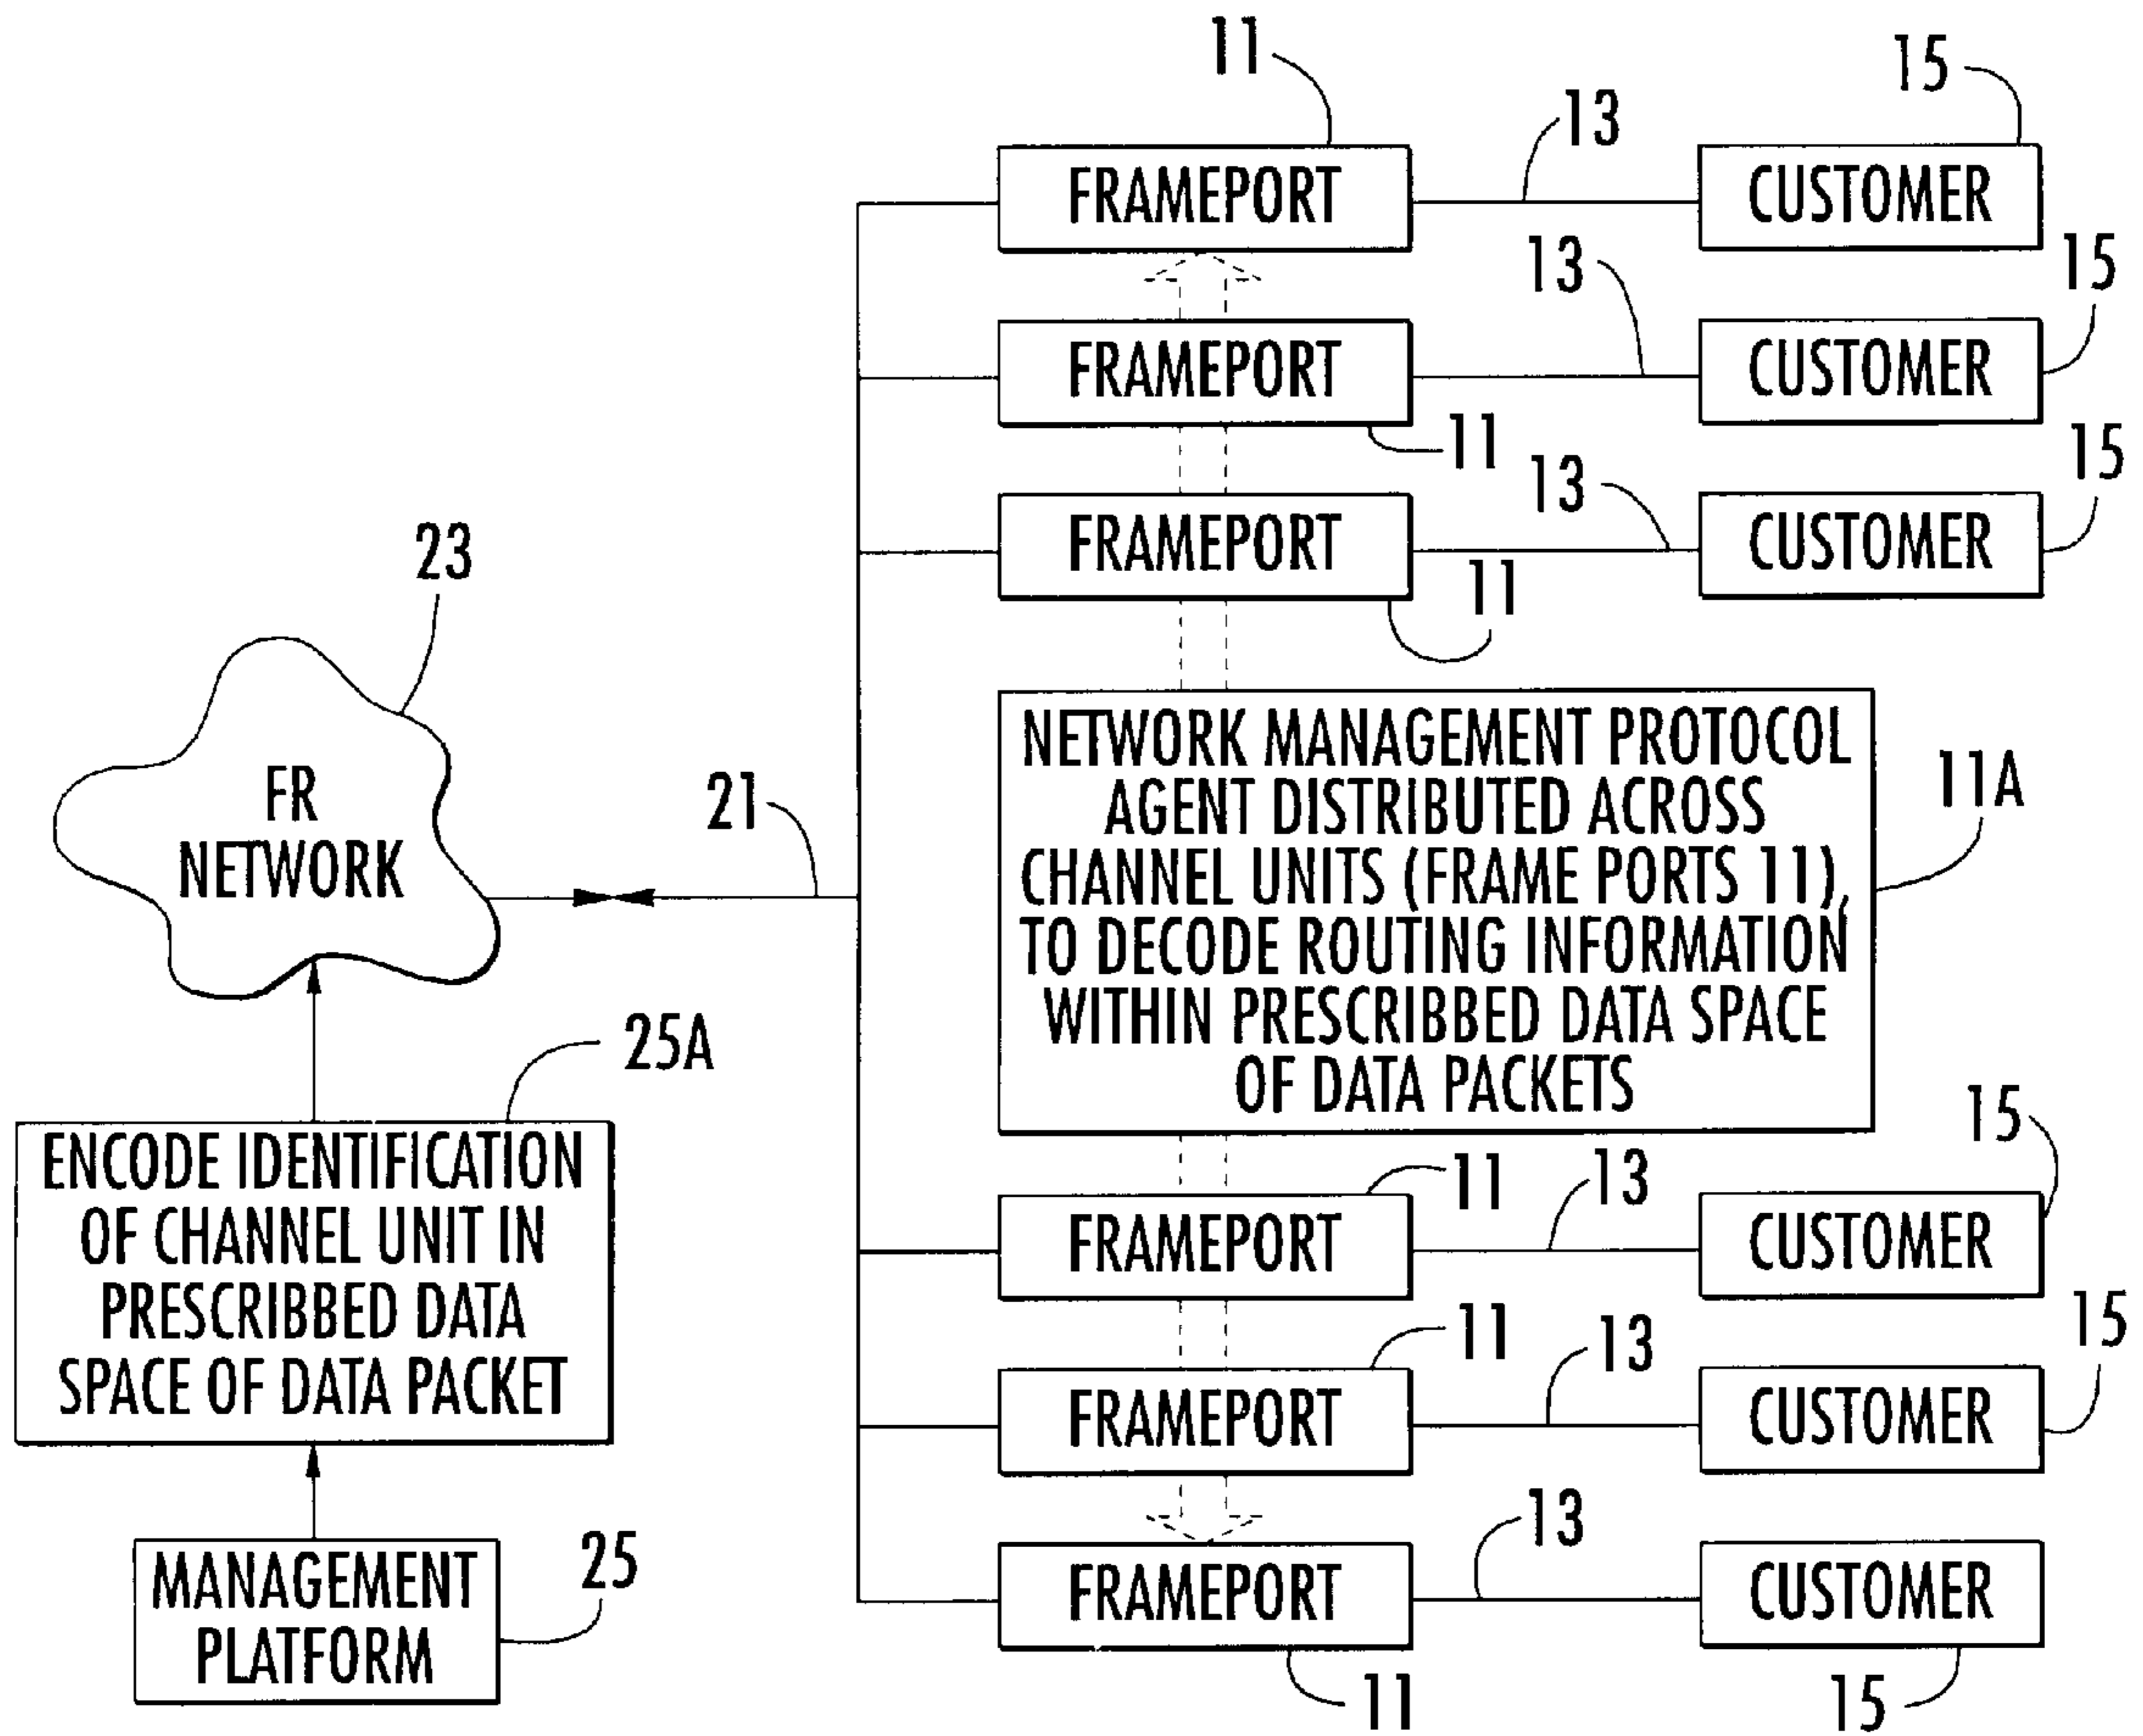 11
15
13
FRAMEPORT
CUSTOMER
13
15
FRAMEPORT
CUSTOMER
11
13
15
FRAMEPORT
CUSTOMER
11
23
FR
NETWORK
21
NETWORK MANAGEMENT PROTOCOL
AGENT DISTRIBUTED ACROSS
CHANNEL UNITS (FRAME PORTS 11),
TO DECODE ROUTING INFORMATION
WITHIN PRESCRIBBED DATA SPACE
OF DATA PACKETS
11A
25A
ENCODE IDENTIFICATION
OF CHANNEL UNIT IN
PRESCRIBBED DATA
SPACE OF DATA PACKET
MANAGEMENT
PLATFORM
25
11
13
15
FRAMEPORT
CUSTOMER
11
13
15
FRAMEPORT
CUSTOMER
13
FRAMEPORT
CUSTOMER
11
15